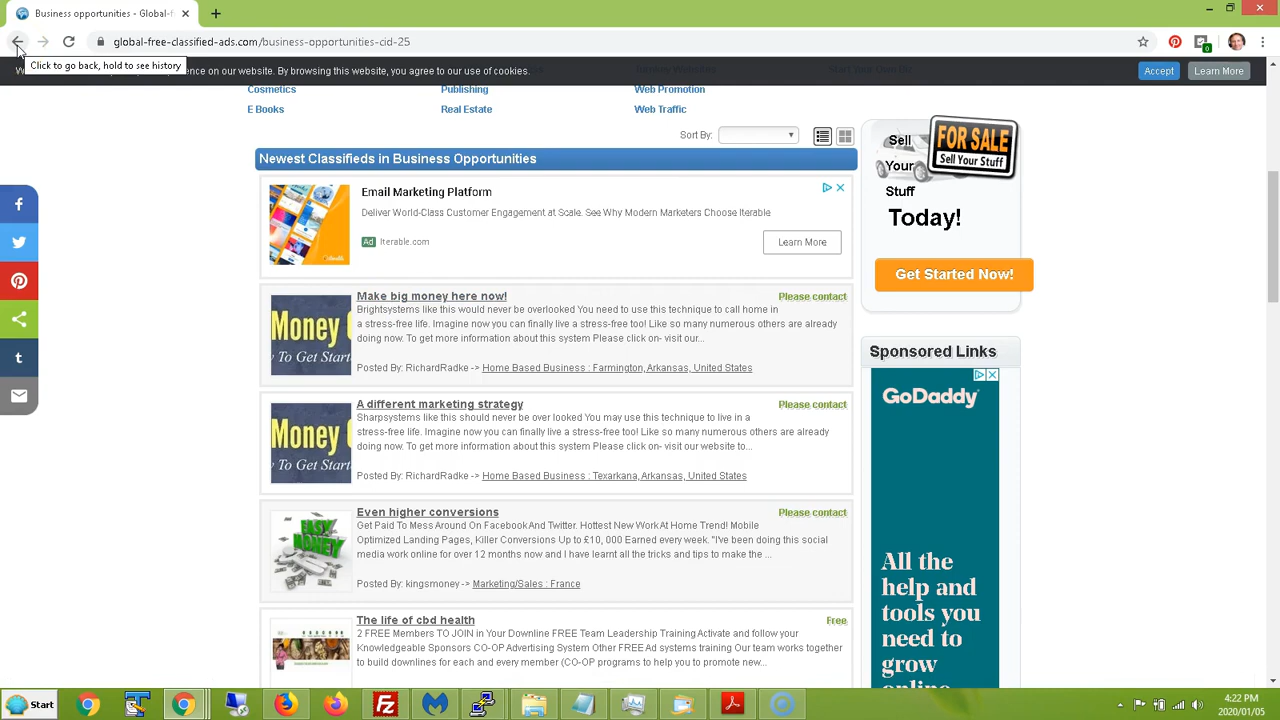 Business opportunities - Global-f
global-free-classified-ads.com/business-opportunities-cid-25
0
Click to go back, hold to see history
W
ence on our website. By browsing this website, you agree to our use of cookies.
Accept
Learn More
Cosmetics
Publishing
Web Promotion
E Books
Real Estate
Web Traffic
Sort By:
Newest Classifieds in Business Opportunities
Email Marketing Platform
Deliver World-Class Customer Engagement at Scale. See Why Modern Marketers Choose Iterable
Ad Iterable.com
Learn More
Make big money here now!
Please contact
Brightsystems like this would never be overlooked You need to use this technique to call home in
a stress-free life. Imagine now you can finally live a stress-free too! Like so many numerous others are already
doing now. To get more information about this system Please click on- visit our...
Posted By: RichardRadke -> Home Based Business : Farmington, Arkansas, United States
Money
To Get Start
A different marketing strategy
Please contact
Sharpsystems like this should never be over looked You may use this technique to live in a
stress-free life. Imagine now you can finally live a stress-free too! Like so many numerous others are already
doing now. To get more information about this system Please click on- visit our website to...
Posted By: RichardRadke -> Home Based Business : Texarkana, Arkansas, United States
Money
To Get Start
Even higher conversions
Please contact
Get Paid To Mess Around On Facebook And Twitter. Hottest New Work At Home Trend! Mobile
Optimized Landing Pages, Killer Conversions Up to £10, 000 Earned every week. "I've been doing this social
media work online for over 12 months now and I have learnt all the tricks and tips to make the ...
Posted By: kingsmoney -> Marketing/Sales : France
EASY
MONEY
The life of cbd health
Free
2 FREE Members TO JOIN in Your Downline FREE Team Leadership Training Activate and follow your
Knowledgeable Sponsors CO-OP Advertising System Other FREE Ad systems training Our team works together
to build downlines for each and every member (CO-OP programs to help you to promote new...
Sell
Your
Stuff
Today!
FOR SALE
Sell Your Stuff
Get Started Now!
Sponsored Links
GoDaddy
All the
help and
tools you
need to
grow
online
Start
4:22 PM
2020/01/05